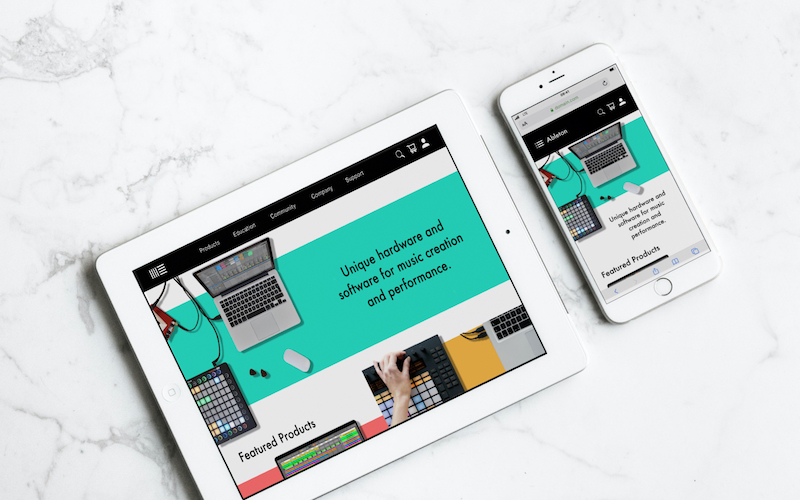 Products
Education
Community
Company
Support
Unique hardware and
software for music creation
and performance.
Featured Products
Ableton
Unique hardware and
software for music
creation and
performance.
Featured Products